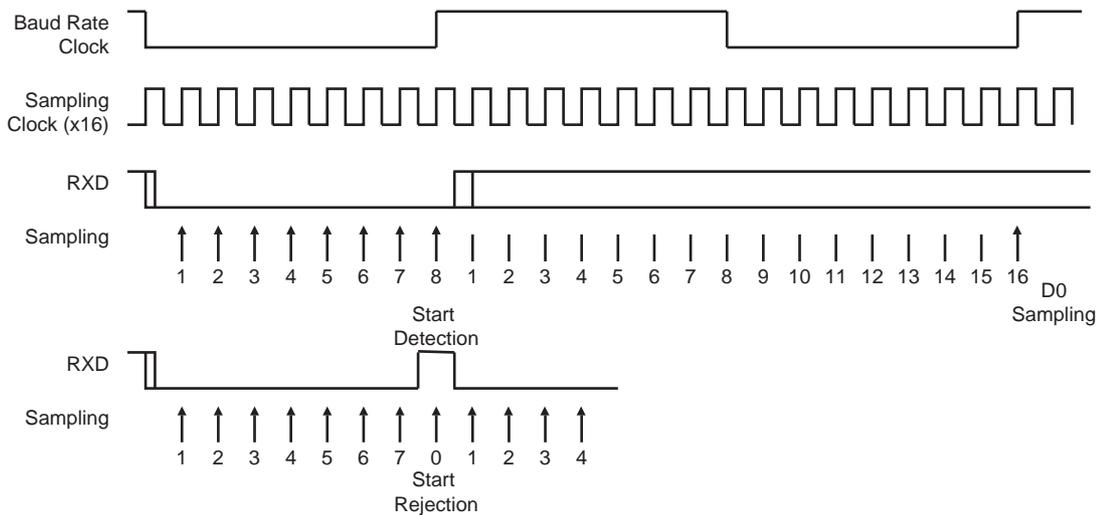 Baud Rate
Clock
Sampling
Clock (x16)
RXD
Sampling
1 2 3 4 5 6 7 8 1 2 3 4 5 6 7 8 9 10 11 12 13 14 15 16
D0
Sampling
Start
Detection
RXD
Sampling
1 2 3 4 5 6 7 0 1 2 3 4
Start
Rejection